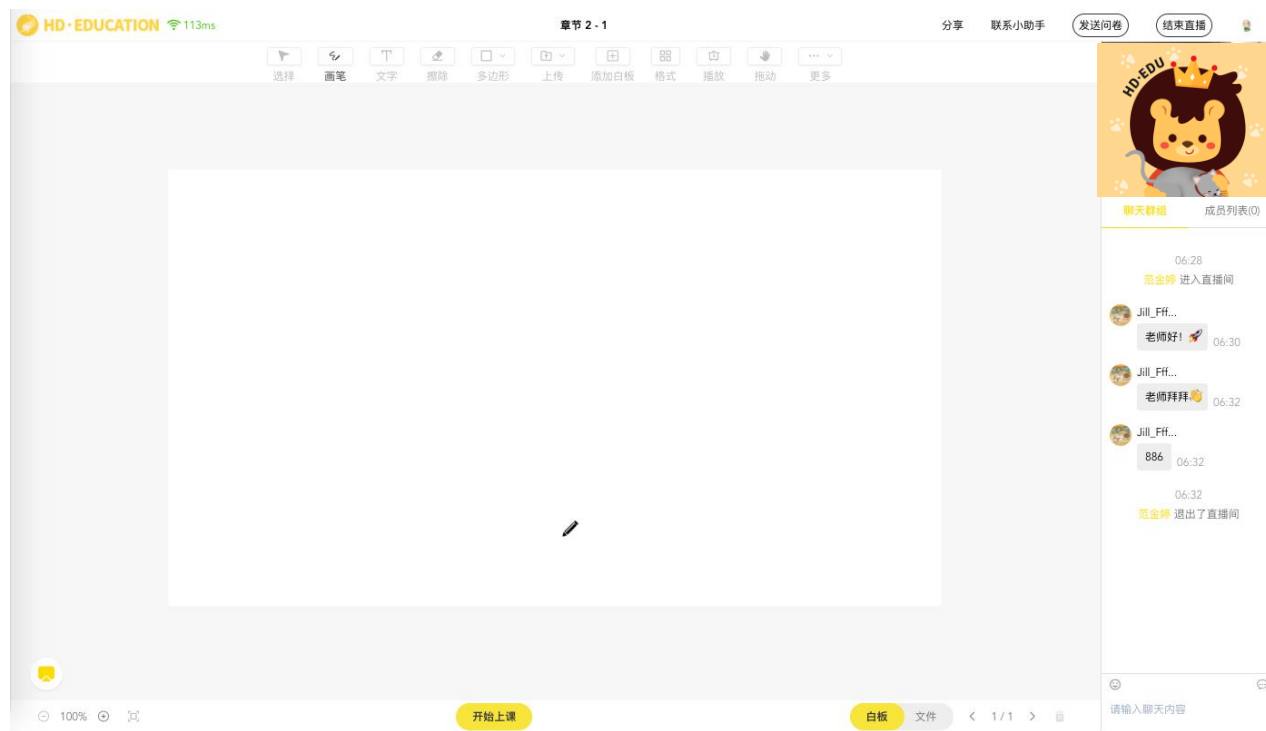 HD·EDUCATION 113ms 章节 2 - 1 分享 联系小助手 发送问卷 结束直播
选择 画笔 文字 擦除 多边形 上传 添加白板 格式 播放 拖动 更多
HD·EDU
聊天群组 成员列表(0)
06:28
范金婷 进入直播间
Jill_Fff...
老师好! 06:30
Jill_Fff...
老师拜拜 06:32
Jill_Fff...
886 06:32
06:32
范金婷 退出了直播间
100% 开始上课 白板 文件 1 / 1
请输入聊天内容